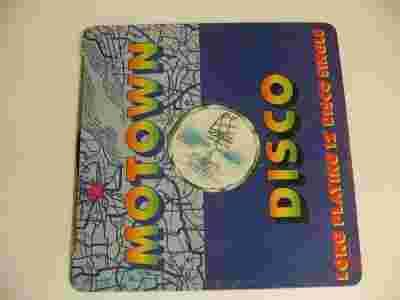 MOTOWN
DISCO
LONG PLAYING 12" DISCO SINGLE